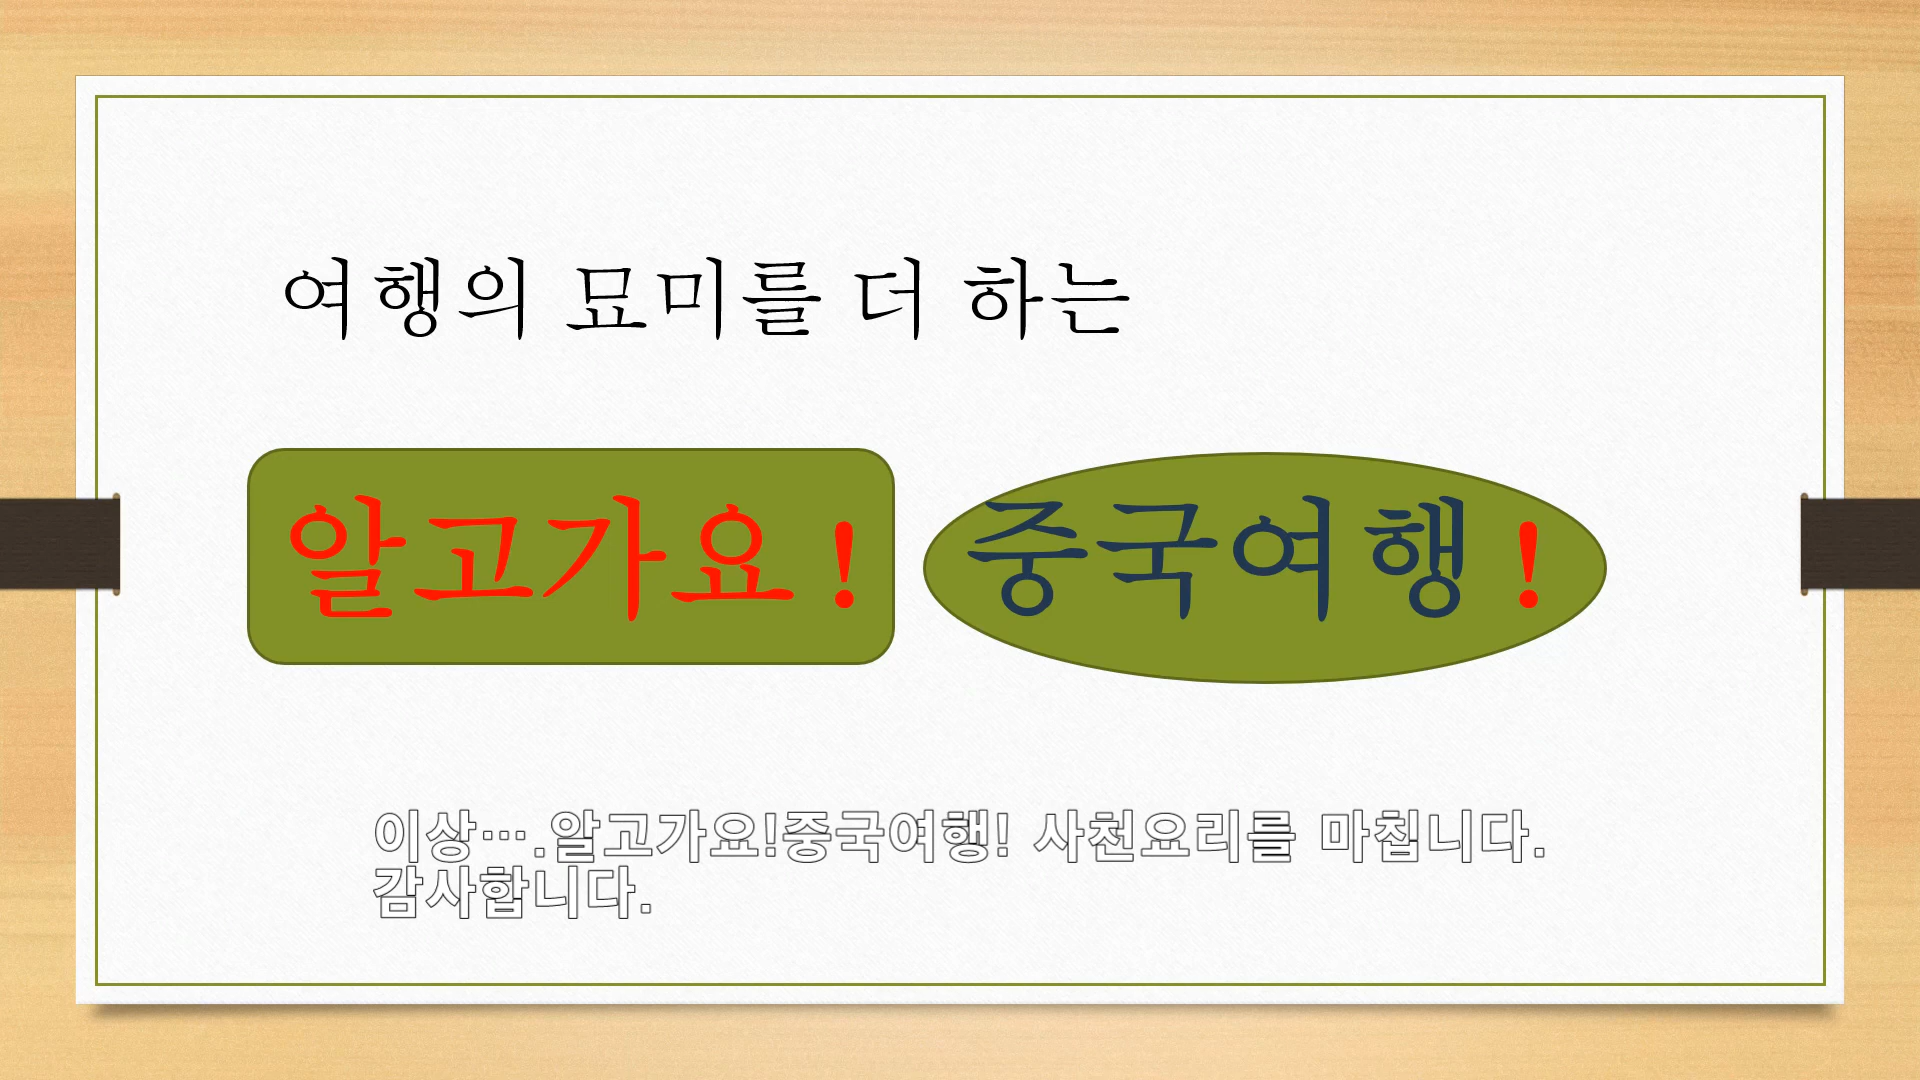 여행의 묘미를 더 하는
알고가요! 중국여행!
이상….알고가요!중국여행! 사천요리를 마칩니다.
감사합니다.